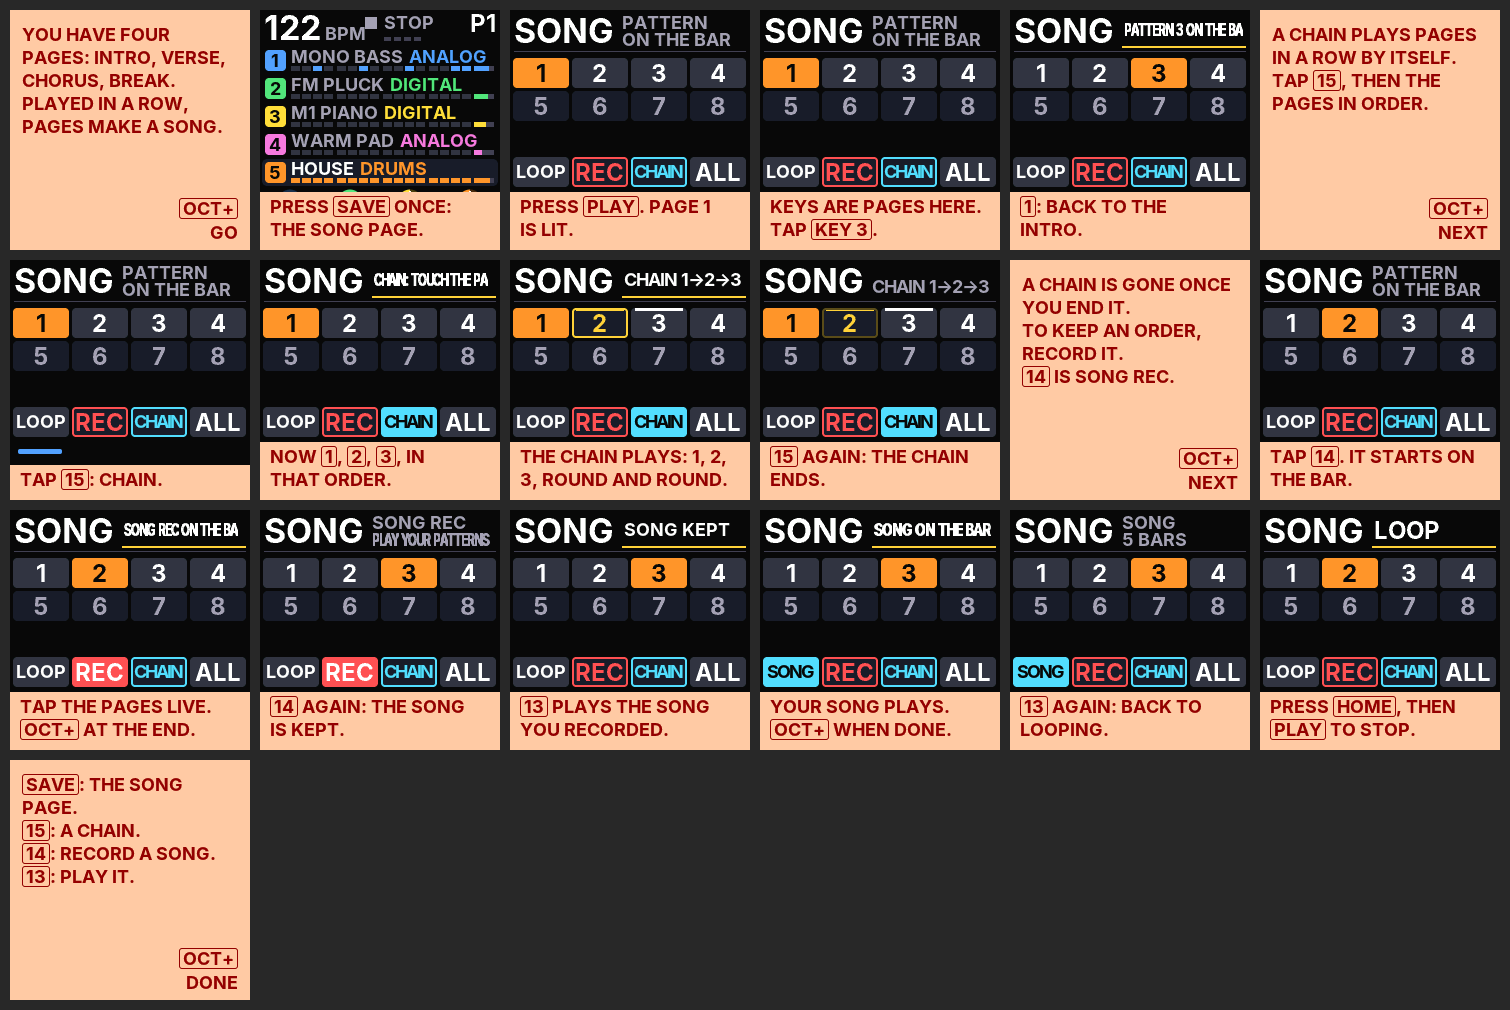 YOU HAVE FOUR
PAGES: INTRO, VERSE,
CHORUS, BREAK.
PLAYED IN A ROW,
PAGES MAKE A SONG.
OCT+
GO
122 BPM STOP P1
1 MONO BASS ANALOG
2 FM PLUCK DIGITAL
3 M1 PIANO DIGITAL
4 WARM PAD ANALOG
5 HOUSE DRUMS
PRESS SAVE ONCE:
THE SONG PAGE.
SONG PATTERN
ON THE BAR
1 2 3 4
5 6 7 8
LOOP REC CHAIN ALL
PRESS PLAY. PAGE 1
IS LIT.
SONG PATTERN
ON THE BAR
1 2 3 4
5 6 7 8
LOOP REC CHAIN ALL
KEYS ARE PAGES HERE.
TAP KEY 3.
SONG PATTERN 3 ON THE BA
1 2 3 4
5 6 7 8
LOOP REC CHAIN ALL
1: BACK TO THE
INTRO.
A CHAIN PLAYS PAGES
IN A ROW BY ITSELF.
TAP 15, THEN THE
PAGES IN ORDER.
OCT+
NEXT
SONG PATTERN
ON THE BAR
1 2 3 4
5 6 7 8
LOOP REC CHAIN ALL
TAP 15: CHAIN.
SONG CHAIN: TOUCH THE PA
1 2 3 4
5 6 7 8
LOOP REC CHAIN ALL
NOW 1, 2, 3, IN
THAT ORDER.
SONG CHAIN 1→2→3
1 2 3 4
5 6 7 8
LOOP REC CHAIN ALL
THE CHAIN PLAYS: 1, 2,
3, ROUND AND ROUND.
SONG CHAIN 1→2→3
1 2 3 4
5 6 7 8
LOOP REC CHAIN ALL
15 AGAIN: THE CHAIN
ENDS.
A CHAIN IS GONE ONCE
YOU END IT.
TO KEEP AN ORDER,
RECORD IT.
14 IS SONG REC.
OCT+
NEXT
SONG PATTERN
ON THE BAR
1 2 3 4
5 6 7 8
LOOP REC CHAIN ALL
TAP 14. IT STARTS ON
THE BAR.
SONG SONG REC ON THE BA
1 2 3 4
5 6 7 8
LOOP REC CHAIN ALL
TAP THE PAGES LIVE.
OCT+ AT THE END.
SONG SONG REC
PLAY YOUR PATTERNS
1 2 3 4
5 6 7 8
LOOP REC CHAIN ALL
14 AGAIN: THE SONG
IS KEPT.
SONG SONG KEPT
1 2 3 4
5 6 7 8
LOOP REC CHAIN ALL
13 PLAYS THE SONG
YOU RECORDED.
SONG SONG ON THE BAR
1 2 3 4
5 6 7 8
SONG REC CHAIN ALL
YOUR SONG PLAYS.
OCT+ WHEN DONE.
SONG SONG
5 BARS
1 2 3 4
5 6 7 8
SONG REC CHAIN ALL
13 AGAIN: BACK TO
LOOPING.
SONG LOOP
1 2 3 4
5 6 7 8
LOOP REC CHAIN ALL
PRESS HOME, THEN
PLAY TO STOP.
SAVE: THE SONG
PAGE.
15: A CHAIN.
14: RECORD A SONG.
13: PLAY IT.
OCT+
DONE